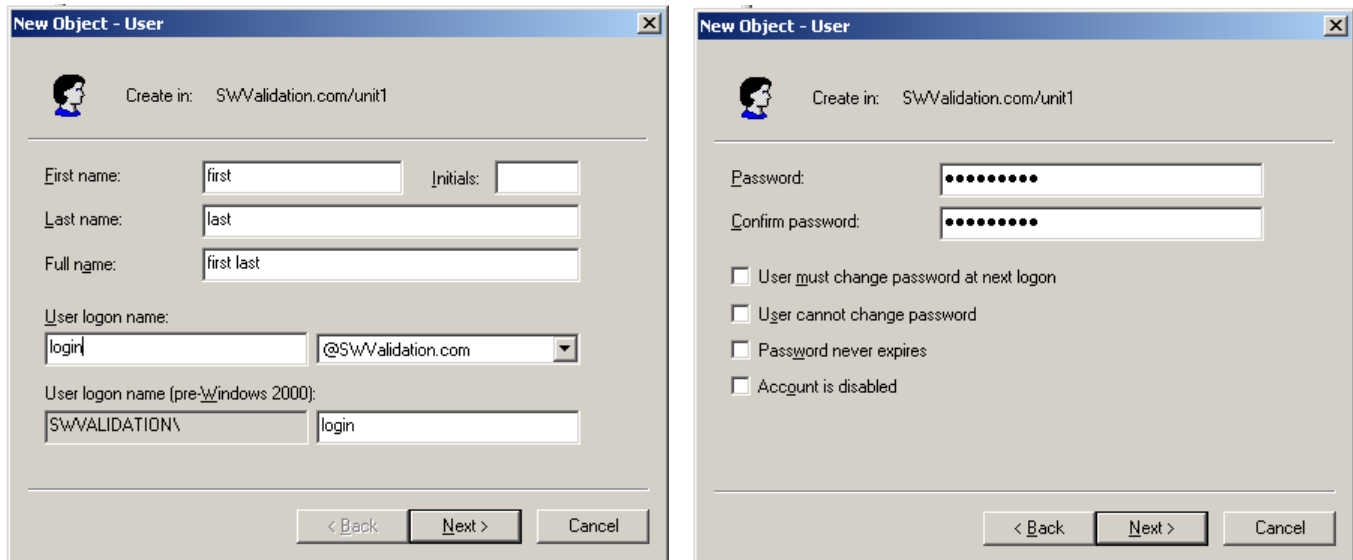 New Object - User
Create in: SWValidation.com/unit1
First name: first Initials:
Last name: last
Full name: first last
User logon name:
login @SWValidation.com
User logon name (pre-Windows 2000):
SWVALIDATION\ login
< Back Next > Cancel
New Object - User
Create in: SWValidation.com/unit1
Password: •••••••••
Confirm password: •••••••••
User must change password at next logon
User cannot change password
Password never expires
Account is disabled
< Back Next > Cancel